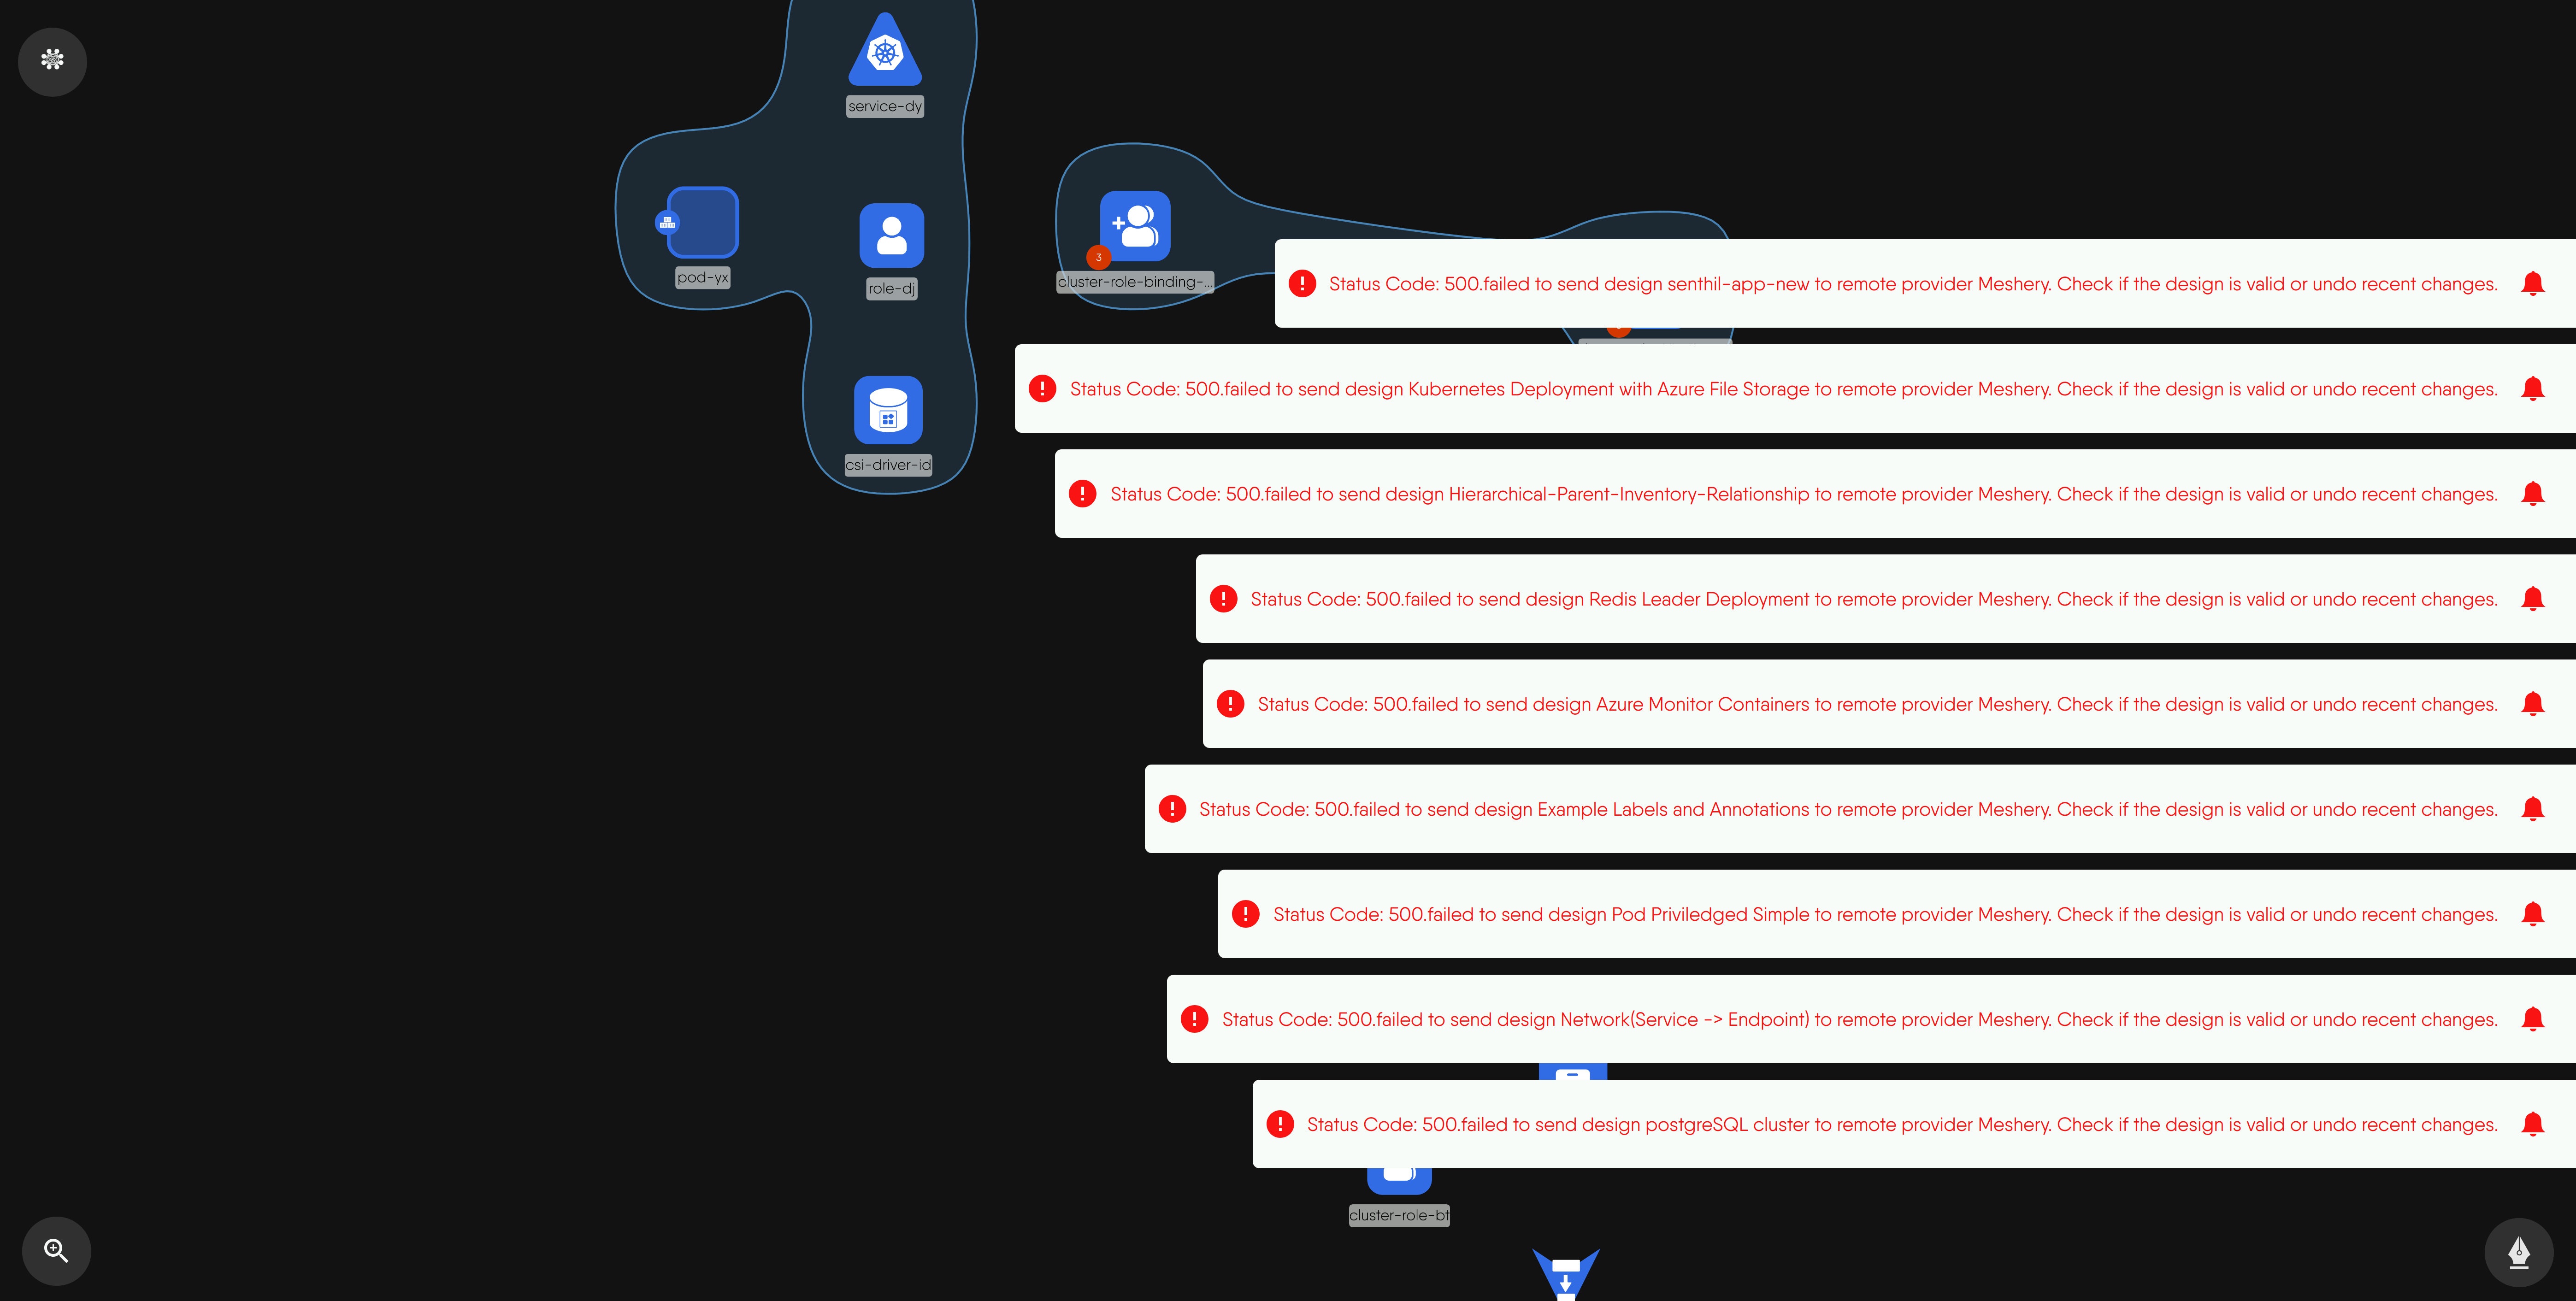 service-dy
pod-yx
role-dj
3
cluster-role-binding-...
Status Code: 500.failed to send design senthil-app-new to remote provider Meshery. Check if the design is valid or undo recent changes.
Status Code: 500.failed to send design Kubernetes Deployment with Azure File Storage to remote provider Meshery. Check if the design is valid or undo recent changes.
csi-driver-id
Status Code: 500.failed to send design Hierarchical-Parent-Inventory-Relationship to remote provider Meshery. Check if the design is valid or undo recent changes.
Status Code: 500.failed to send design Redis Leader Deployment to remote provider Meshery. Check if the design is valid or undo recent changes.
Status Code: 500.failed to send design Azure Monitor Containers to remote provider Meshery. Check if the design is valid or undo recent changes.
Status Code: 500.failed to send design Example Labels and Annotations to remote provider Meshery. Check if the design is valid or undo recent changes.
Status Code: 500.failed to send design Pod Priviledged Simple to remote provider Meshery. Check if the design is valid or undo recent changes.
Status Code: 500.failed to send design Network(Service -> Endpoint) to remote provider Meshery. Check if the design is valid or undo recent changes.
Status Code: 500.failed to send design postgreSQL cluster to remote provider Meshery. Check if the design is valid or undo recent changes.
cluster-role-bt